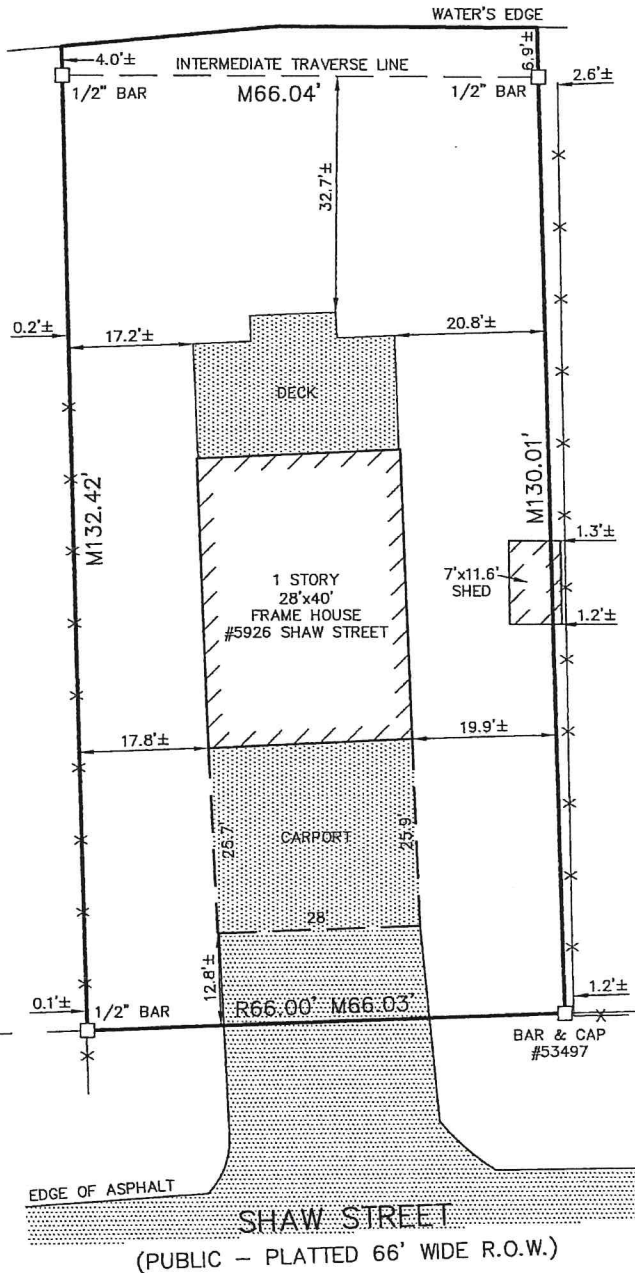 WATER'S EDGE
4.0'±
INTERMEDIATE TRAVERSE LINE
6.9'±
2.6'±
1/2" BAR
M66.04'
1/2" BAR
32.7'±
0.2'±
17.2'±
20.8'±
DECK
M132.42'
M130.01'
1.3'±
7'x11.6'
SHED
1.2'±
1 STORY
28'x40'
FRAME HOUSE
#5926 SHAW STREET
17.8'±
19.9'±
25.9'
CARPORT
28'
12.8'±
0.1'±
1/2" BAR
R66.00' M66.03'
1.2'±
BAR & CAP
#53497
EDGE OF ASPHALT
SHAW STREET
(PUBLIC – PLATTED 66' WIDE R.O.W.)